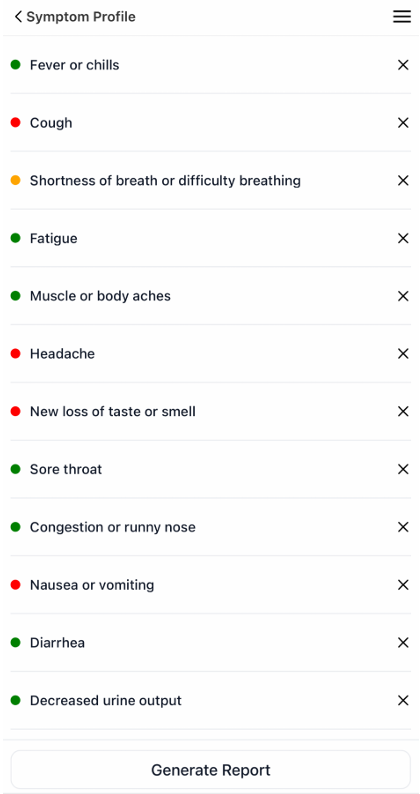 Symptom Profile
Fever or chills
Cough
Shortness of breath or difficulty breathing
Fatigue
Muscle or body aches
Headache
New loss of taste or smell
Sore throat
Congestion or runny nose
Nausea or vomiting
Diarrhea
Decreased urine output
Generate Report